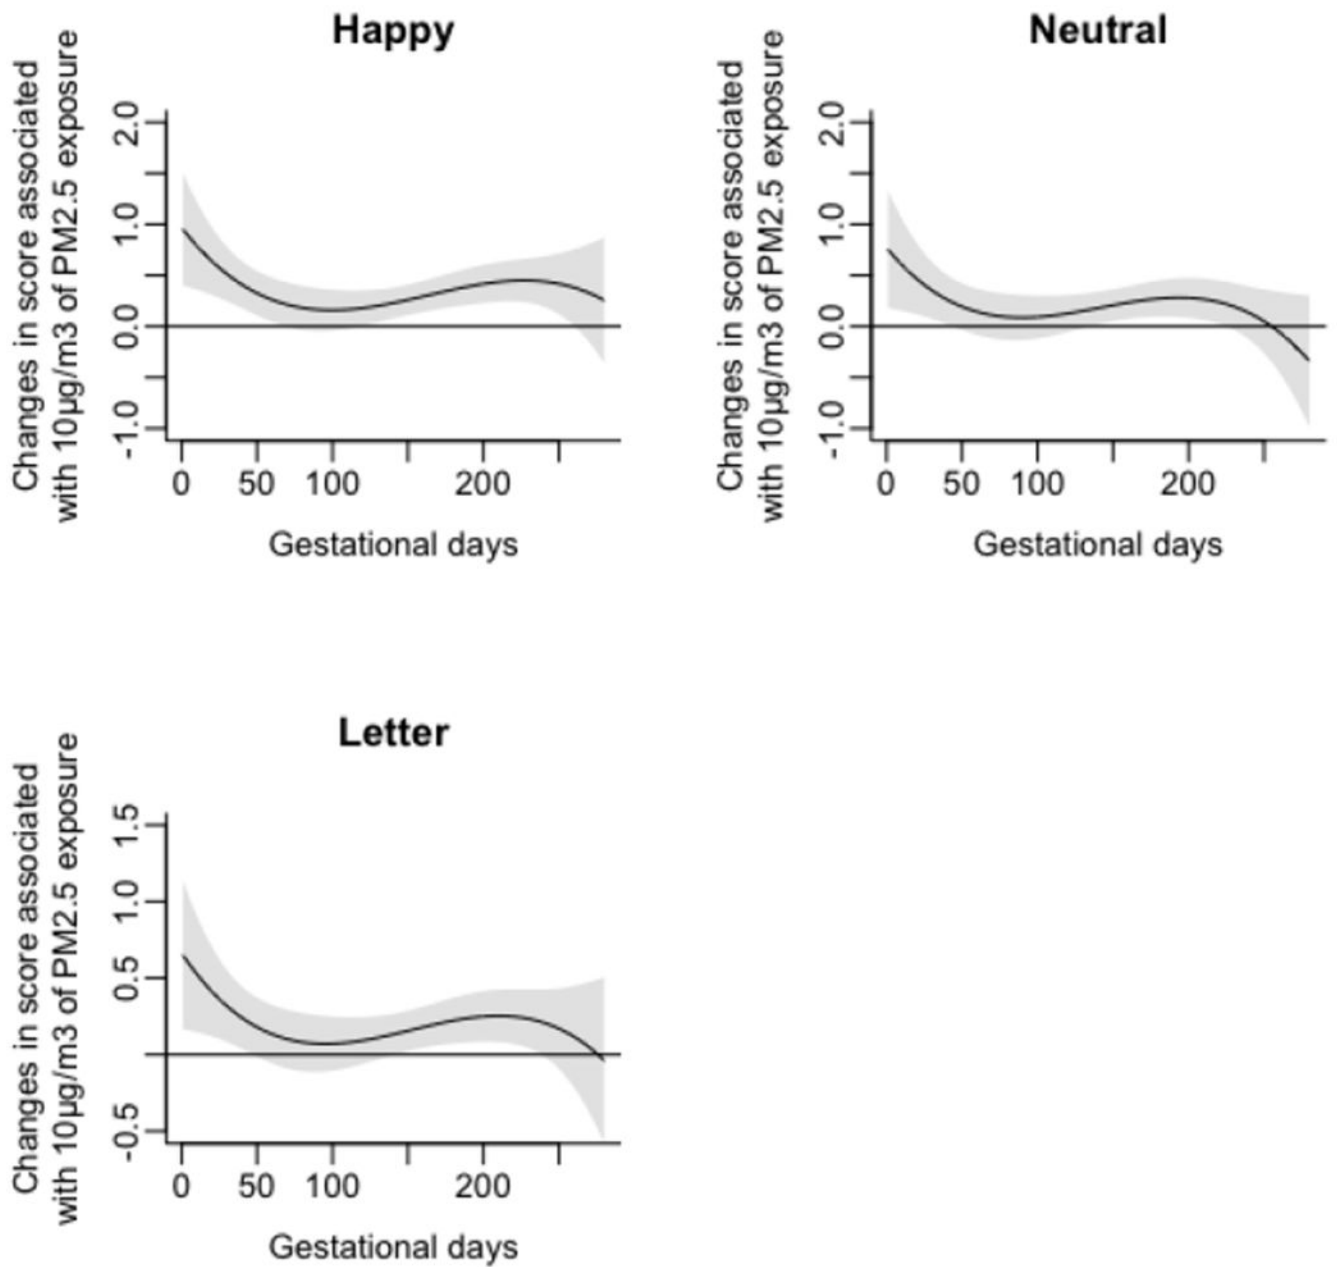 Happy
Changes in score associated
with 10µg/m3 of PM2.5 exposure
2.0
1.0
0.0
-1.0
0 50 100 200
Gestational days
Neutral
Changes in score associated
with 10µg/m3 of PM2.5 exposure
2.0
1.0
0.0
-1.0
0 50 100 200
Gestational days
Letter
Changes in score associated
with 10µg/m3 of PM2.5 exposure
1.5
1.0
0.5
-0.5
0 50 100 200
Gestational days